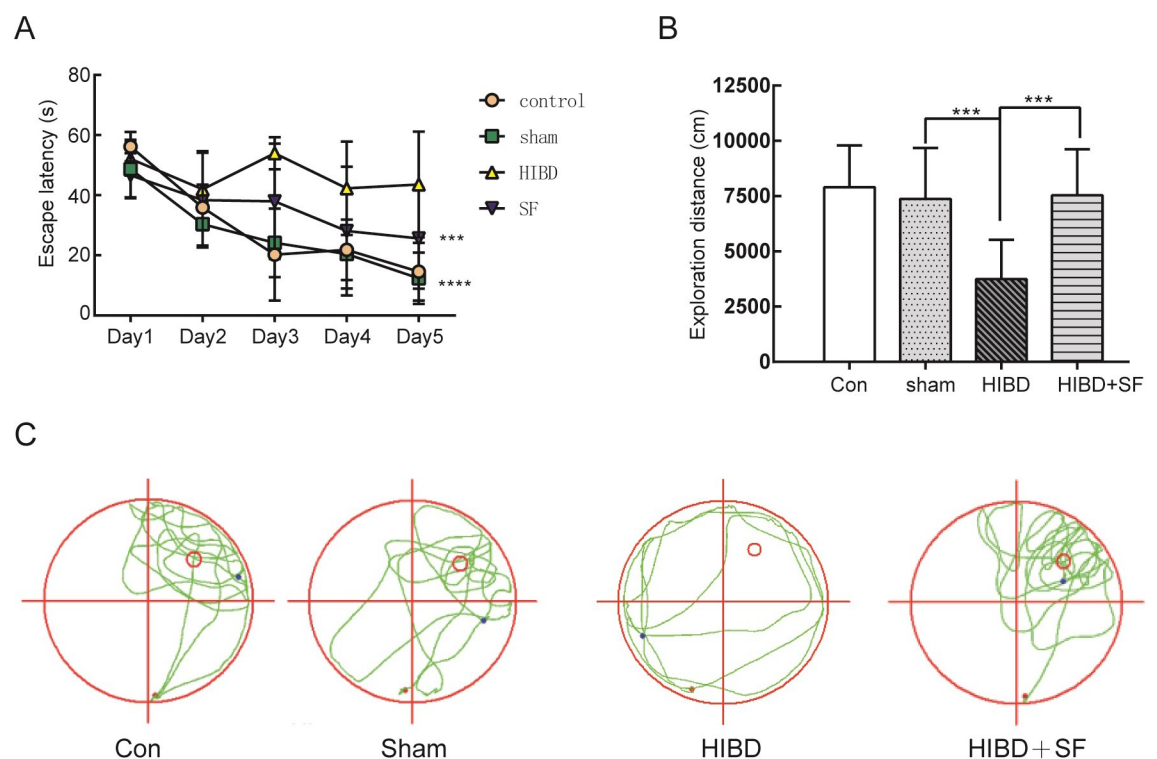 A
B
Escape latency (s)
80
60
40
20
0
Day1 Day2 Day3 Day4 Day5
control
sham
HIBD
SF
***
****
Exploration distance (cm)
12500
10000
7500
5000
2500
0
*** ***
Con sham HIBD HIBD+SF
C
Con Sham HIBD HIBD+SF